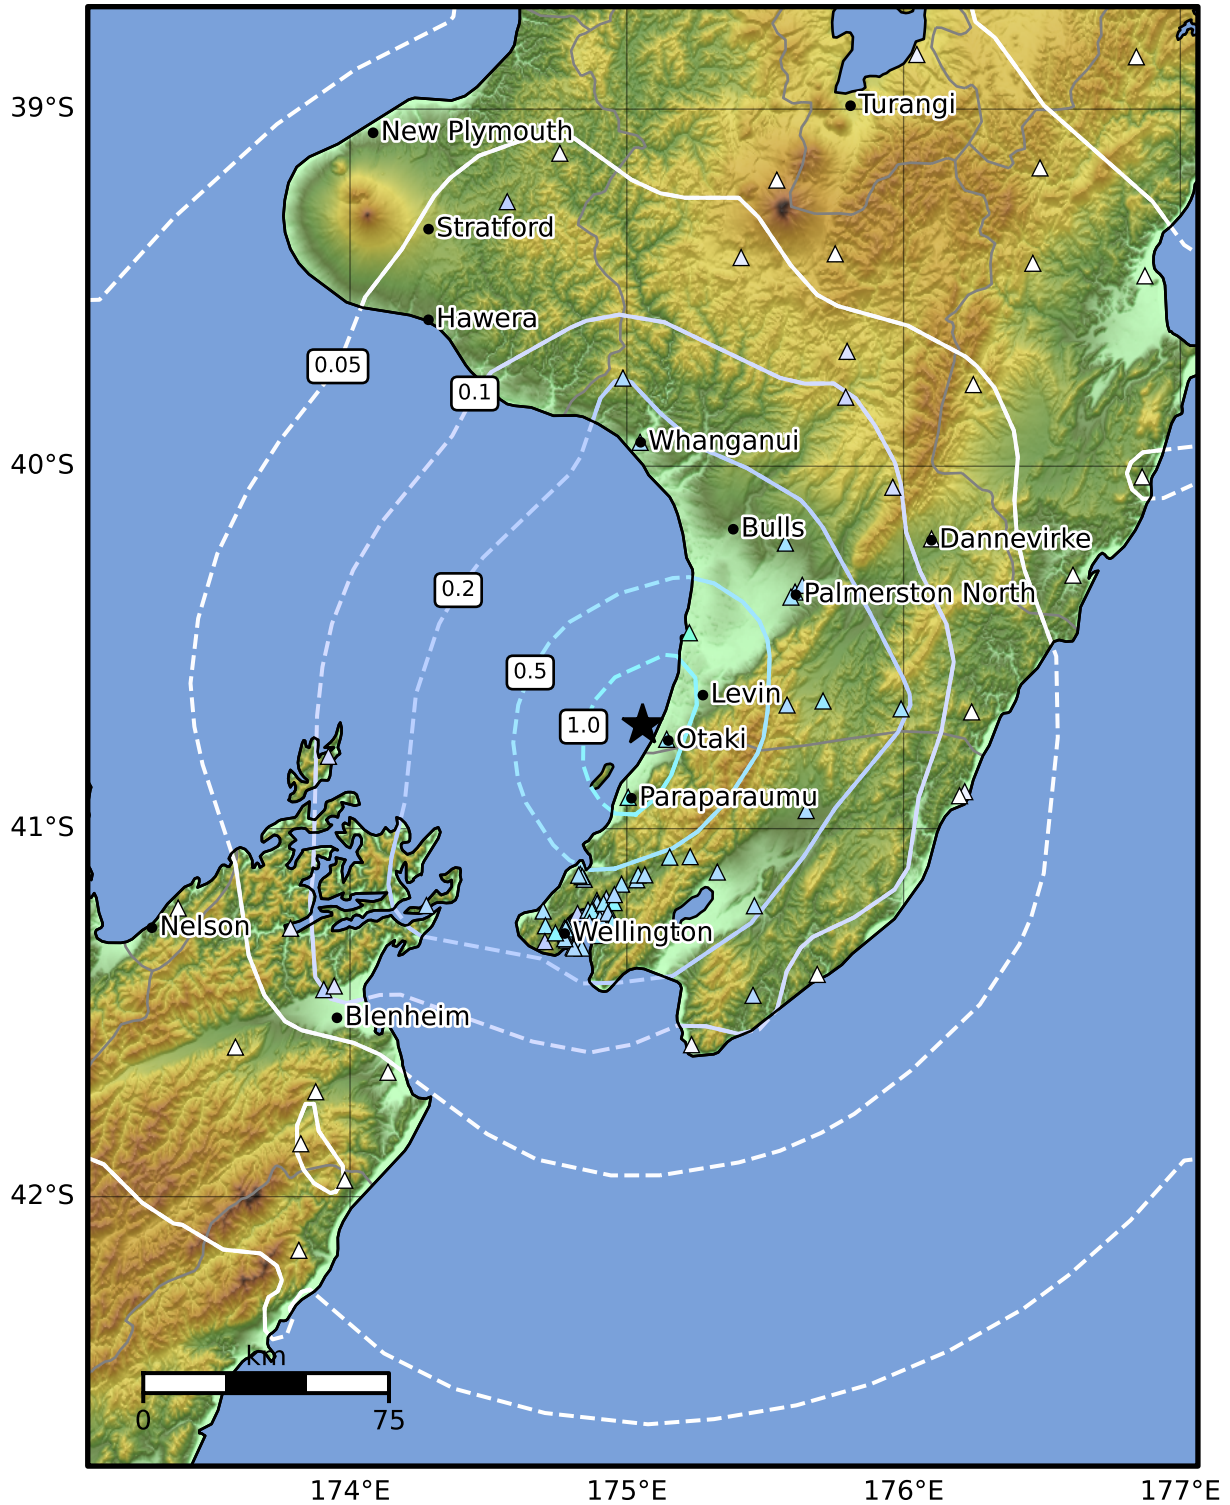 39°S
Turangi
New Plymouth
Stratford
Hawera
0.05
0.1
Whanganui
40°S
Bulls
Dannevirke
0.2
Palmerston North
0.5
Levin
1.0
Otaki
Paraparaumu
41°S
Nelson
Wellington
Blenheim
42°S
km
0
75
174°E
175°E
176°E
177°E